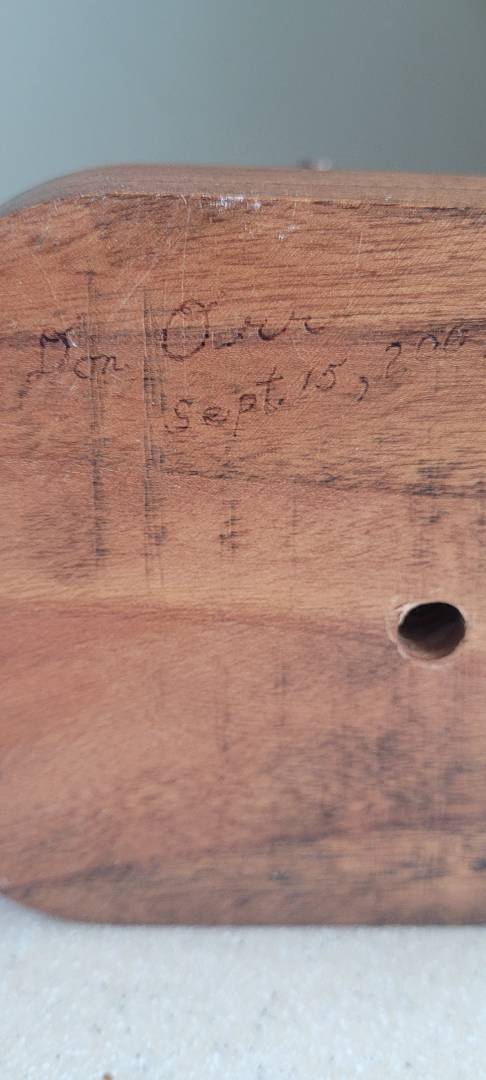 Don Orr
Sept. 15, 200